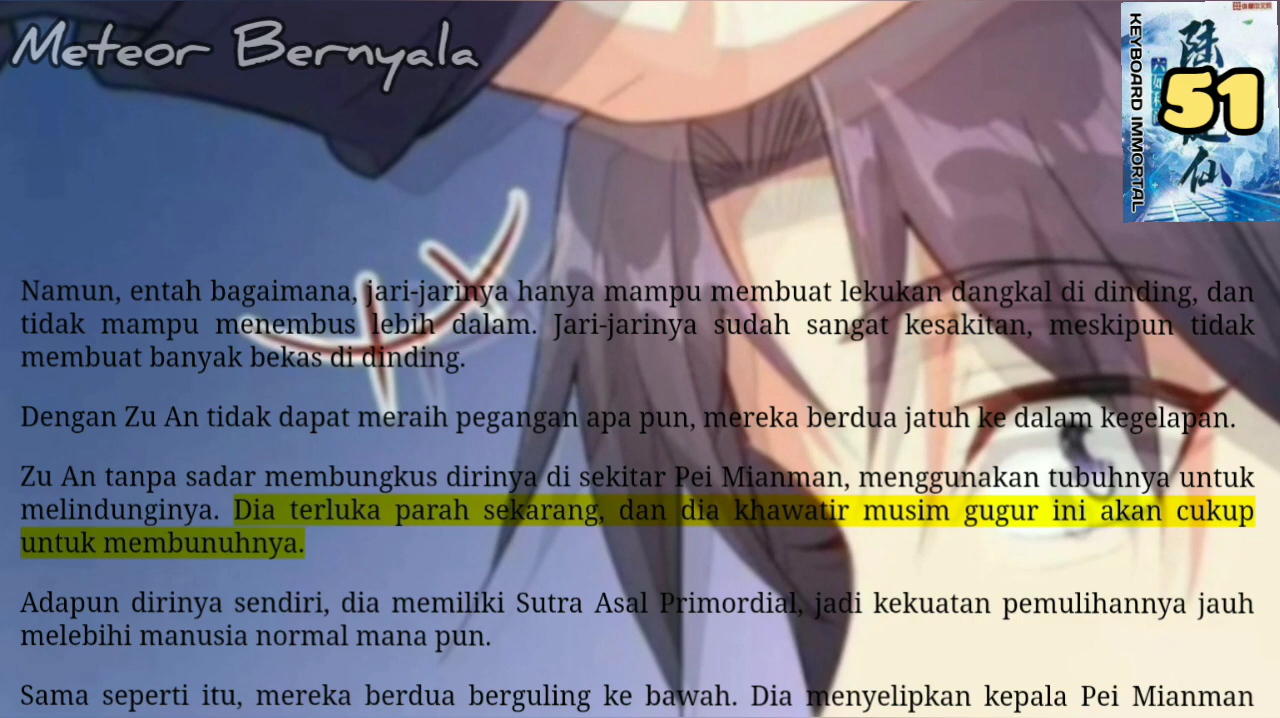 Meteor Bernyala
KEYBOARD IMMORTAL
51
陆
仙
Namun, entah bagaimana, jari-jarinya hanya mampu membuat lekukan dangkal di dinding, dan
tidak mampu menembus lebih dalam. Jari-jarinya sudah sangat kesakitan, meskipun tidak
membuat banyak bekas di dinding.
Dengan Zu An tidak dapat meraih pegangan apa pun, mereka berdua jatuh ke dalam kegelapan.
Zu An tanpa sadar membungkus dirinya di sekitar Pei Mianman, menggunakan tubuhnya untuk
melindunginya. Dia terluka parah sekarang, dan dia khawatir musim gugur ini akan cukup
untuk membunuhnya.
Adapun dirinya sendiri, dia memiliki Sutra Asal Primordial, jadi kekuatan pemulihannya jauh
melebihi manusia normal mana pun.
Sama seperti itu, mereka berdua berguling ke bawah. Dia menyelipkan kepala Pei Mianman